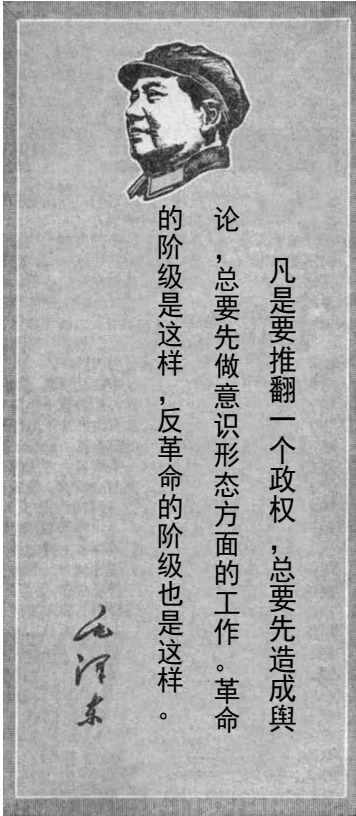 凡是要推翻一个政权，总要先造成舆
论，总要先做意识形态方面的工作。革命
的阶级是这样，反革命的阶级也是这样。
毛泽东